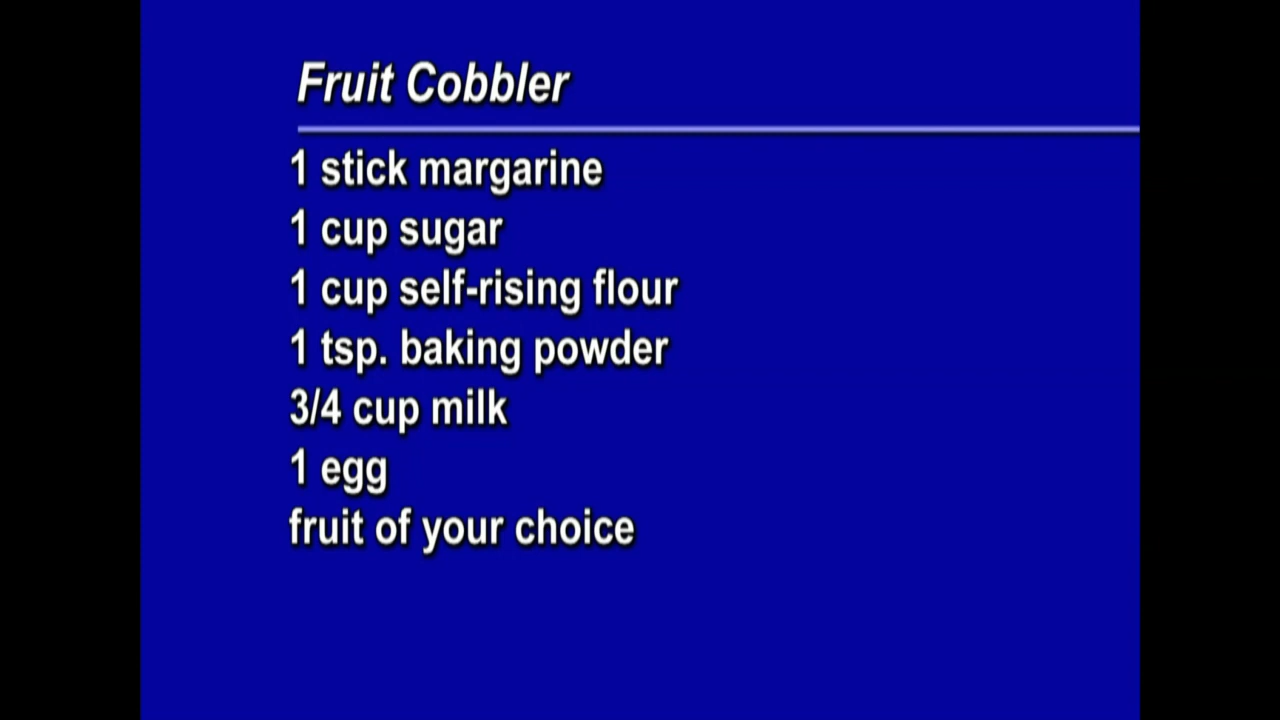 Fruit Cobbler
1 stick margarine
1 cup sugar
1 cup self-rising flour
1 tsp. baking powder
3/4 cup milk
1 egg
fruit of your choice